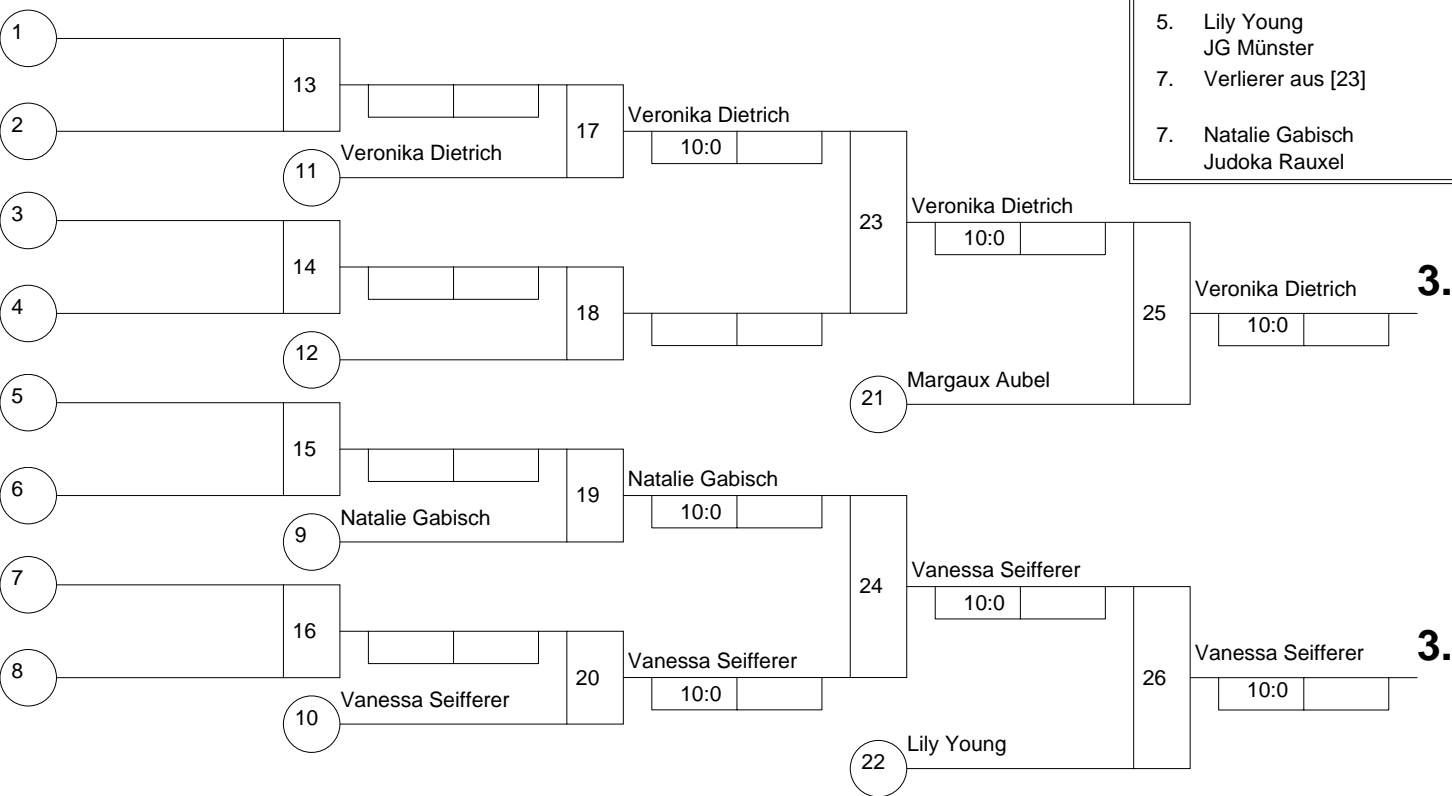 5. Lily Young
JG Münster
7. Verlierer aus [23]
7. Natalie Gabisch
Judoka Rauxel
1
13
2
17
Veronika Dietrich
10:0
11
Veronika Dietrich
3
23
Veronika Dietrich
10:0
14
4
18
12
25
Veronika Dietrich
3.
10:0
21
Margaux Aubel
5
15
6
19
Natalie Gabisch
10:0
9
Natalie Gabisch
7
24
Vanessa Seifferer
10:0
16
8
20
Vanessa Seifferer
10:0
10
Vanessa Seifferer
26
Vanessa Seifferer
3.
10:0
22
Lily Young